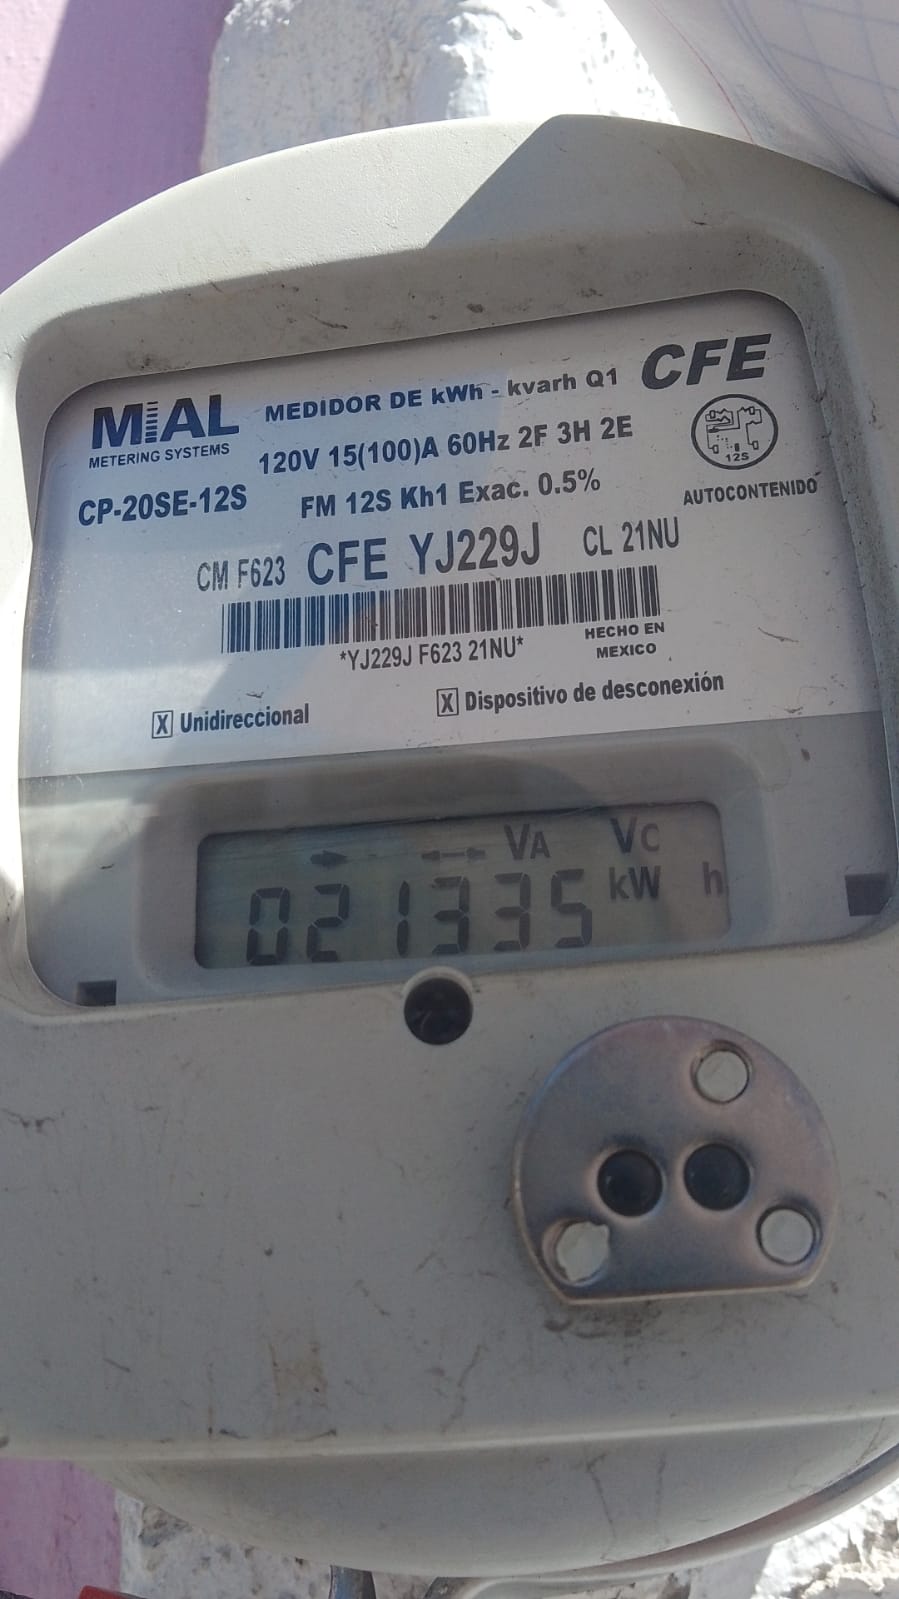 MIAL
METERING SYSTEMS
MEDIDOR DE kWh - kvarh Q1
CFE
120V 15(100)A 60Hz 2F 3H 2E
12S
CP-20SE-12S
FM 12S Kh1 Exac. 0.5%
AUTOCONTENIDO
CM F623 CFE YJ229J CL 21NU
*YJ229J F623 21NU*
HECHO EN
MEXICO
X Unidireccional
X Dispositivo de desconexión
VA VC
021335 kW h